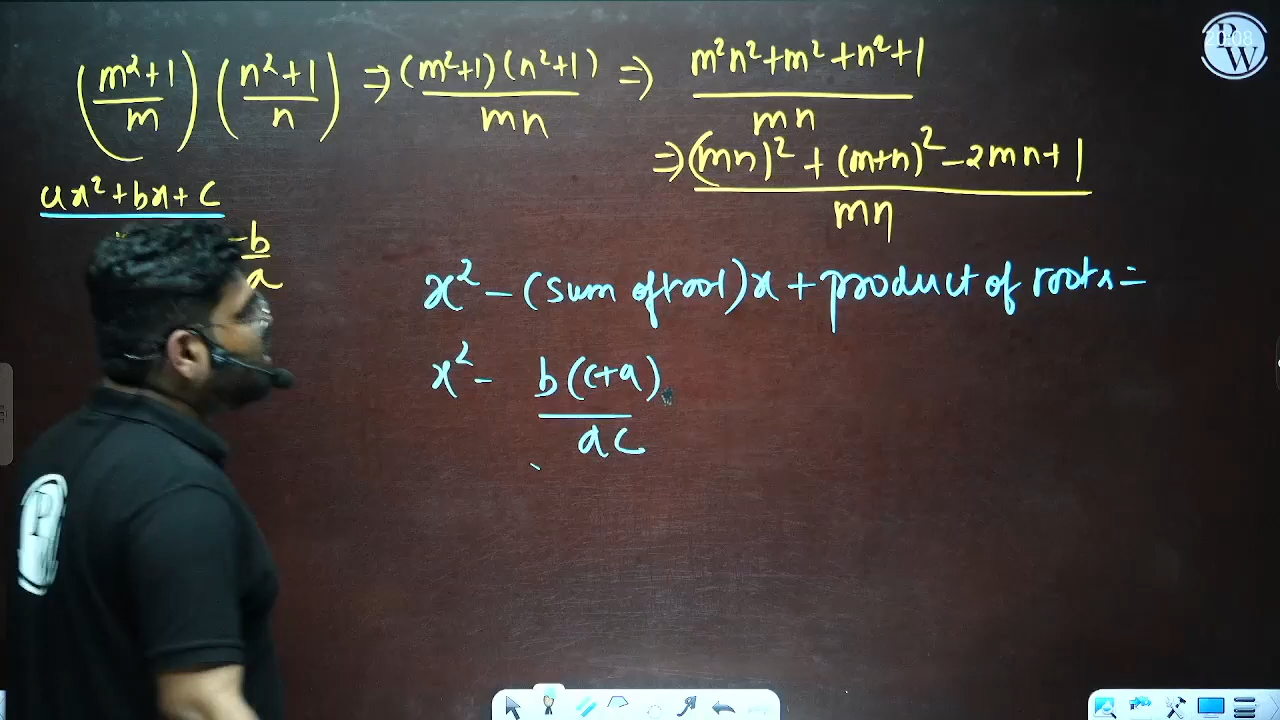 (m²+1/m) (n²+1/n) ⇒ (m²+1)(n²+1)/mn ⇒ m²n²+m²+n²+1/mn
⇒ (mn)²+(m+n)²-2mn+1/mn
ax²+bx+c
-b/a
x² - (sum of root)x + product of roots =
x² - b(c+a)/ac
PW